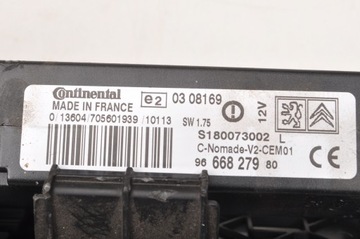 Continental
MADE IN FRANCE
e2 03 08169
12V
0/13604/705601939/10113
SW 1.75
S180073002 L
C-Nomade-V2-CEM01
96 668 279 80
CE